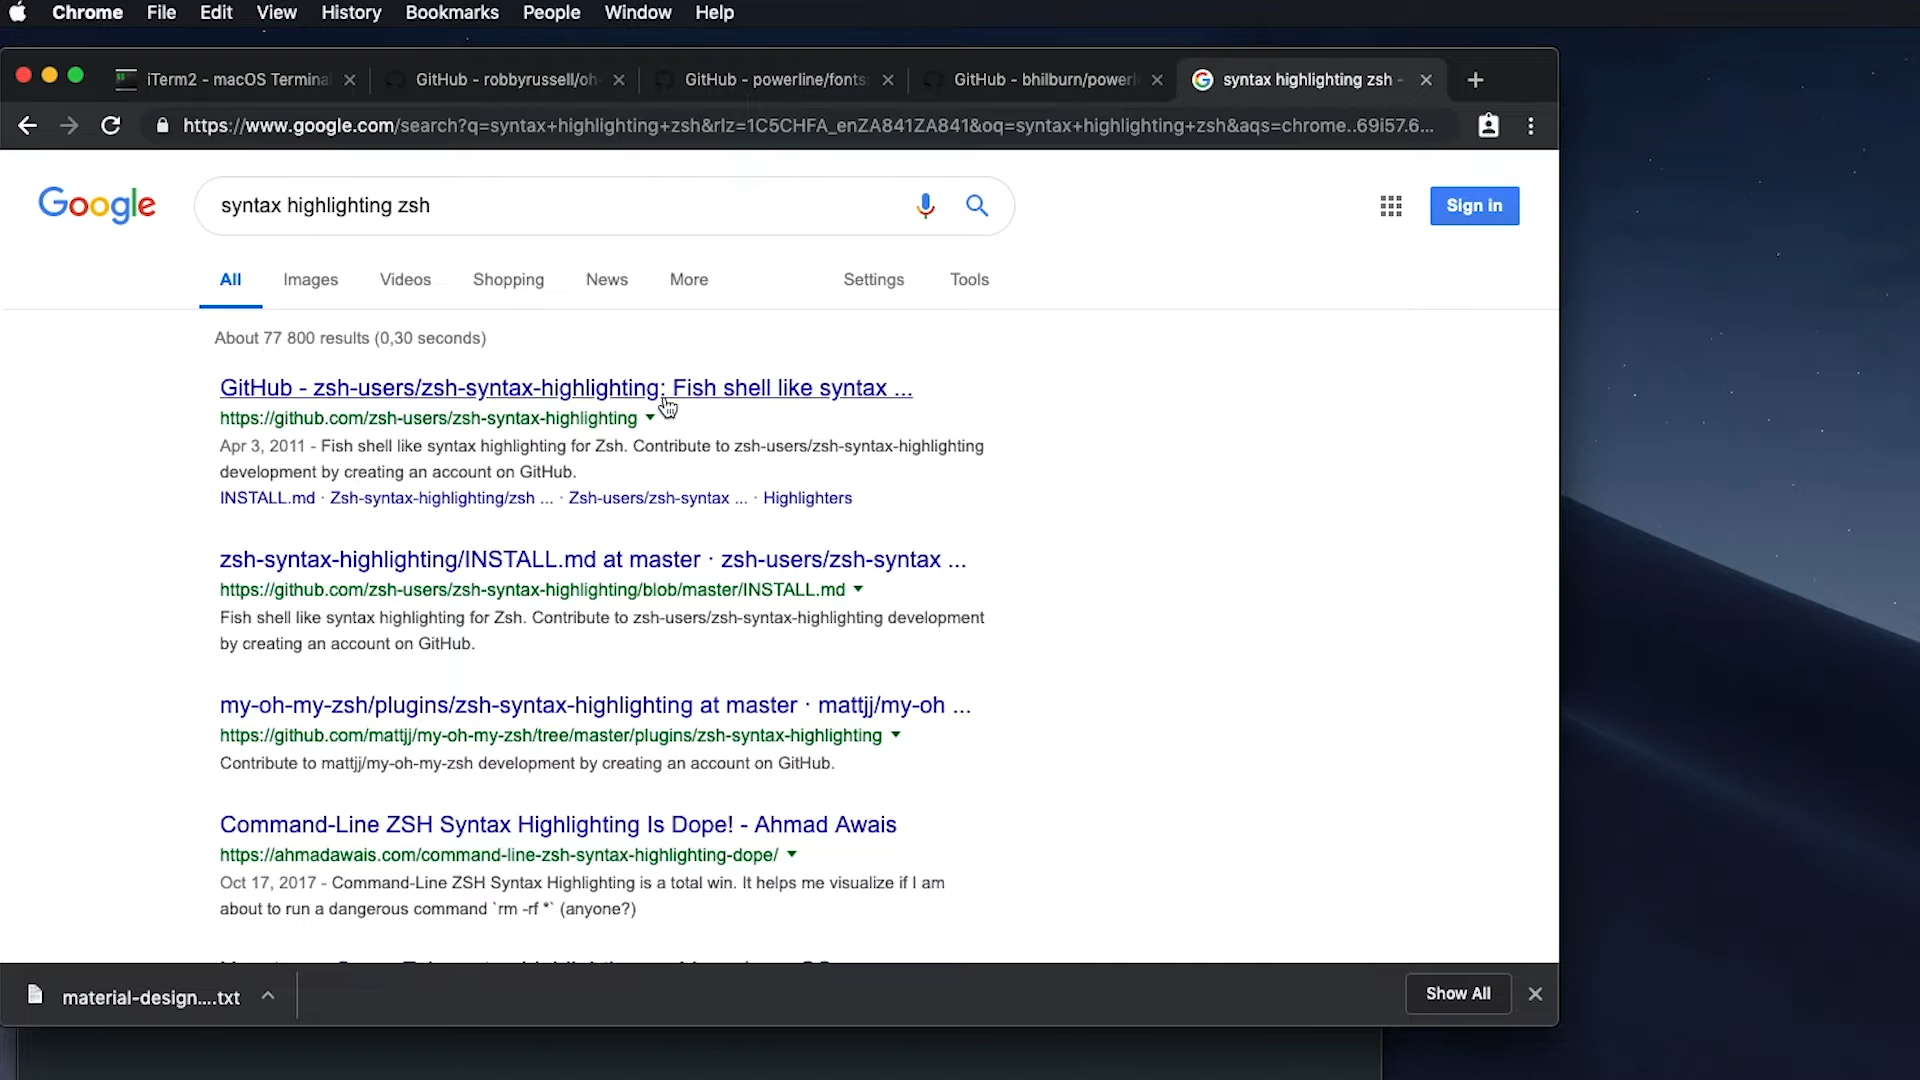 Chrome File Edit View History Bookmarks People Window Help
iTerm2 - macOS Termina GitHub - robbyrussell/oh- GitHub - powerline/fonts: GitHub - bhilburn/powerl syntax highlighting zsh -
https://www.google.com/search?q=syntax+highlighting+zsh&rlz=1C5CHFA_enZA841ZA841&oq=syntax+highlighting+zsh&aqs=chrome..69i57.6...
Google syntax highlighting zsh Sign in
All Images Videos Shopping News More Settings Tools
About 77 800 results (0,30 seconds)
GitHub - zsh-users/zsh-syntax-highlighting: Fish shell like syntax ...
https://github.com/zsh-users/zsh-syntax-highlighting
Apr 3, 2011 - Fish shell like syntax highlighting for Zsh. Contribute to zsh-users/zsh-syntax-highlighting
development by creating an account on GitHub.
INSTALL.md · Zsh-syntax-highlighting/zsh ... · Zsh-users/zsh-syntax ... · Highlighters
zsh-syntax-highlighting/INSTALL.md at master · zsh-users/zsh-syntax ...
https://github.com/zsh-users/zsh-syntax-highlighting/blob/master/INSTALL.md
Fish shell like syntax highlighting for Zsh. Contribute to zsh-users/zsh-syntax-highlighting development
by creating an account on GitHub.
my-oh-my-zsh/plugins/zsh-syntax-highlighting at master · mattjj/my-oh ...
https://github.com/mattjj/my-oh-my-zsh/tree/master/plugins/zsh-syntax-highlighting
Contribute to mattjj/my-oh-my-zsh development by creating an account on GitHub.
Command-Line ZSH Syntax Highlighting Is Dope! - Ahmad Awais
https://ahmadawais.com/command-line-zsh-syntax-highlighting-dope/
Oct 17, 2017 - Command-Line ZSH Syntax Highlighting is a total win. It helps me visualize if I am
about to run a dangerous command `rm -rf *` (anyone?)
material-design....txt Show All